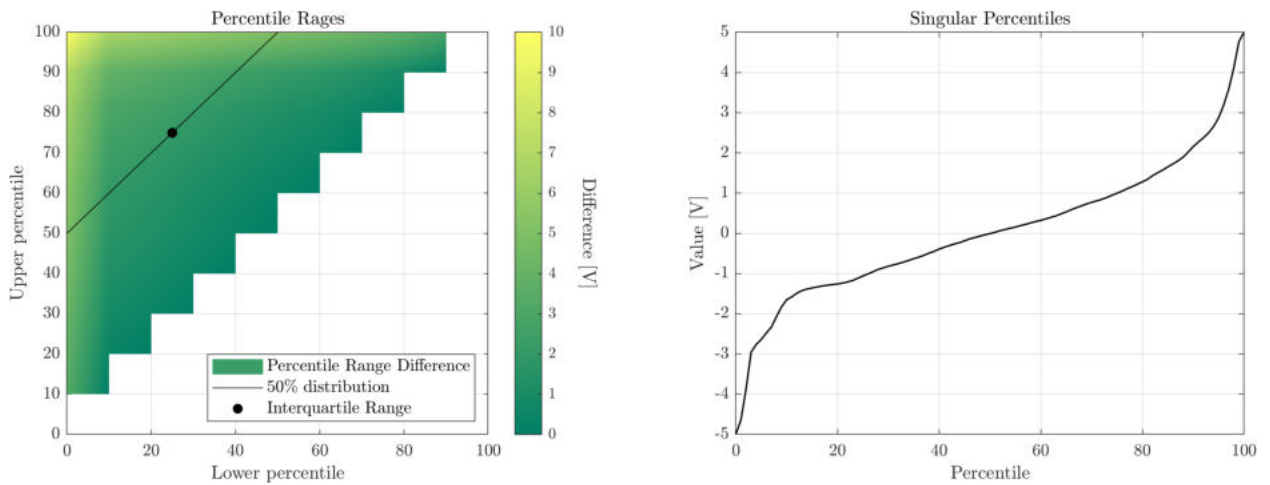 Percentile Rages
100
90
80
70
60
50
40
30
20
10
0
Upper percentile
0 20 40 60 80 100
Lower percentile
Percentile Range Difference
50% distribution
Interquartile Range
10
9
8
7
6
5
4
3
2
1
0
Difference [V]
Singular Percentiles
5
4
3
2
1
0
-1
-2
-3
-4
-5
Value [V]
0 20 40 60 80 100
Percentile